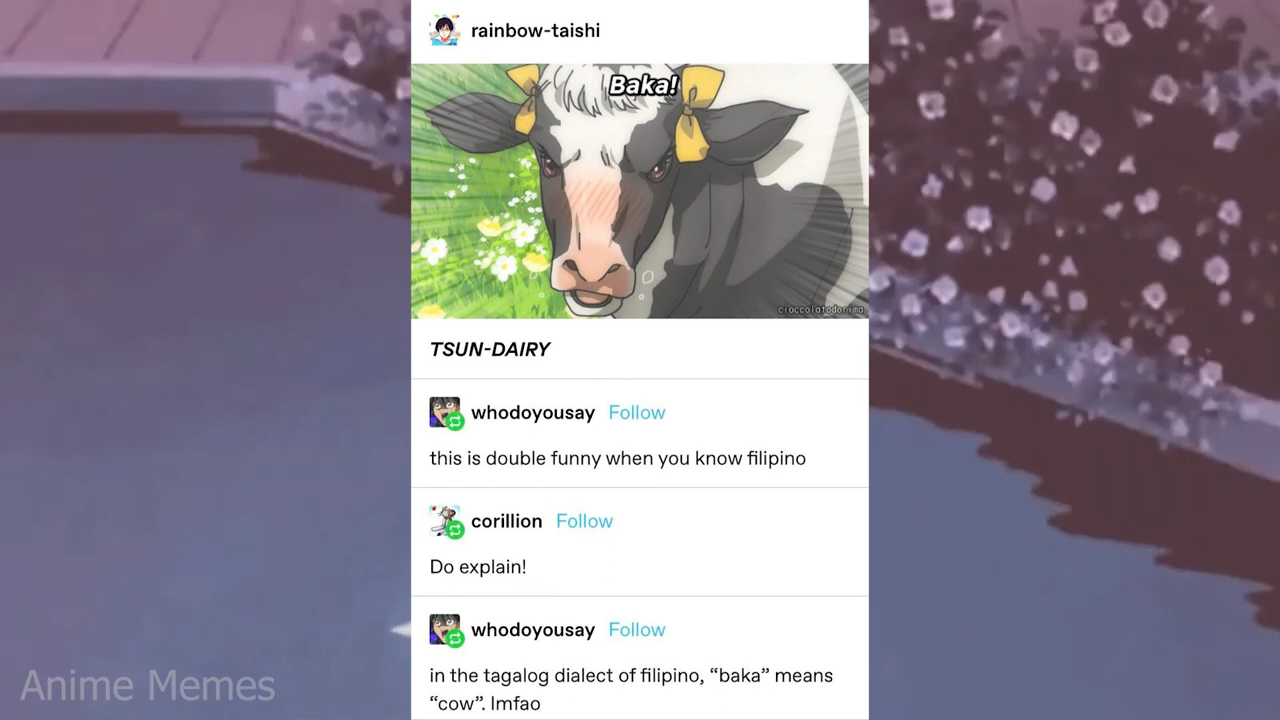 rainbow-taishi
Baka!
cioccolatodorima
TSUN-DAIRY
whodoyousay Follow
this is double funny when you know filipino
corillion Follow
Do explain!
whodoyousay Follow
in the tagalog dialect of filipino, “baka” means
“cow”. lmfao
Anime Memes